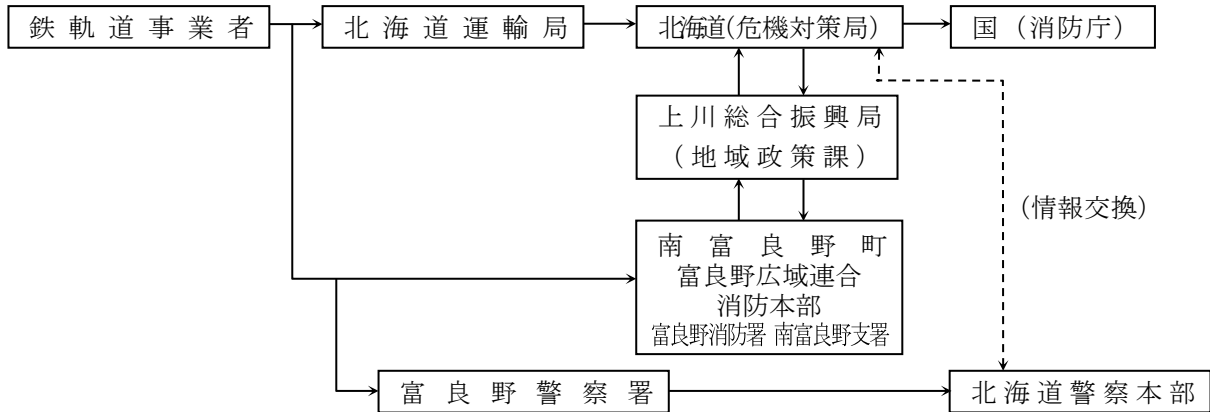 鉄軌道事業者
北海道運輸局
北海道(危機対策局)
国（消防庁）
上川総合振興局
（地域政策課）
(情報交換)
南富良野町
富良野広域連合
消防本部
富良野消防署 南富良野支署
富良野警察署
北海道警察本部